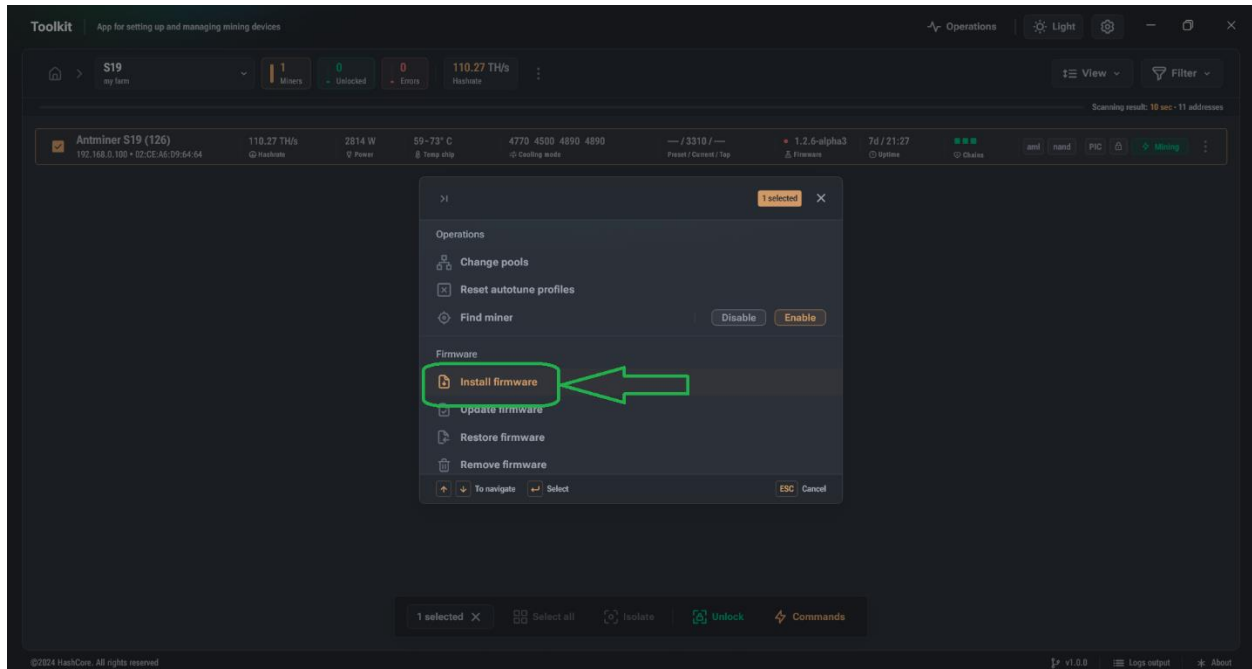 Toolkit App for setting up and managing mining devices Operations Light
S19 1 0 0 110.27 TH/s View Filter
my farm Miners Unlocked Errors Hashrate
Scanning result: 10 sec - 11 addresses
Antminer S19 (126) 110.27 TH/s 2814 W 59~73° C 4770 4500 4890 4890 — / 3310 / — 1.2.6-alpha3 7d / 21:27 aml nand PIC Mining
192.168.0.100 • 02:CE:A6:D9:64:64 Hashrate Power Temp chip Cooling mode Preset / Current / Tap Firmware Uptime Chains
1 selected
Operations
Change pools
Reset autotune profiles
Find miner Disable Enable
Firmware
Install firmware
Update firmware
Restore firmware
Remove firmware
To navigate Select ESC Cancel
1 selected Select all Isolate Unlock Commands
©2024 HashCore, All rights reserved v1.0.0 Logs output About